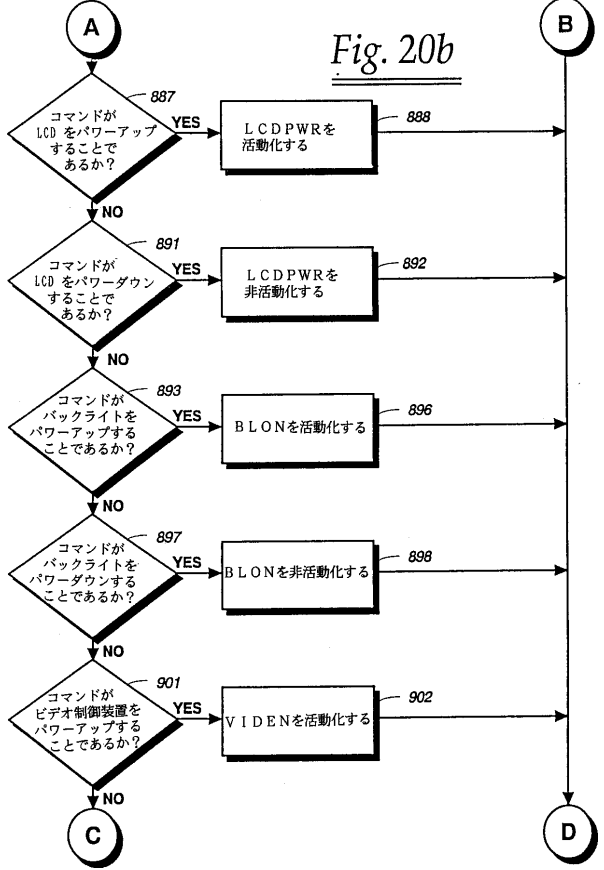 A
B
Fig. 20b
887
コマンドが
LCD をパワーアップ
することで
あるか?
YES
LCDPWRを
活動化する
888
NO
891
コマンドが
LCD をパワーダウン
することで
あるか?
YES
LCDPWRを
非活動化する
892
NO
893
コマンドが
バックライトを
パワーアップする
ことであるか?
YES
BLONを活動化する
896
NO
897
コマンドが
バックライトを
パワーダウンする
ことであるか?
YES
BLONを非活動化する
898
NO
901
コマンドが
ビデオ制御装置を
パワーアップする
ことであるか?
YES
VIDENを活動化する
902
NO
C
D